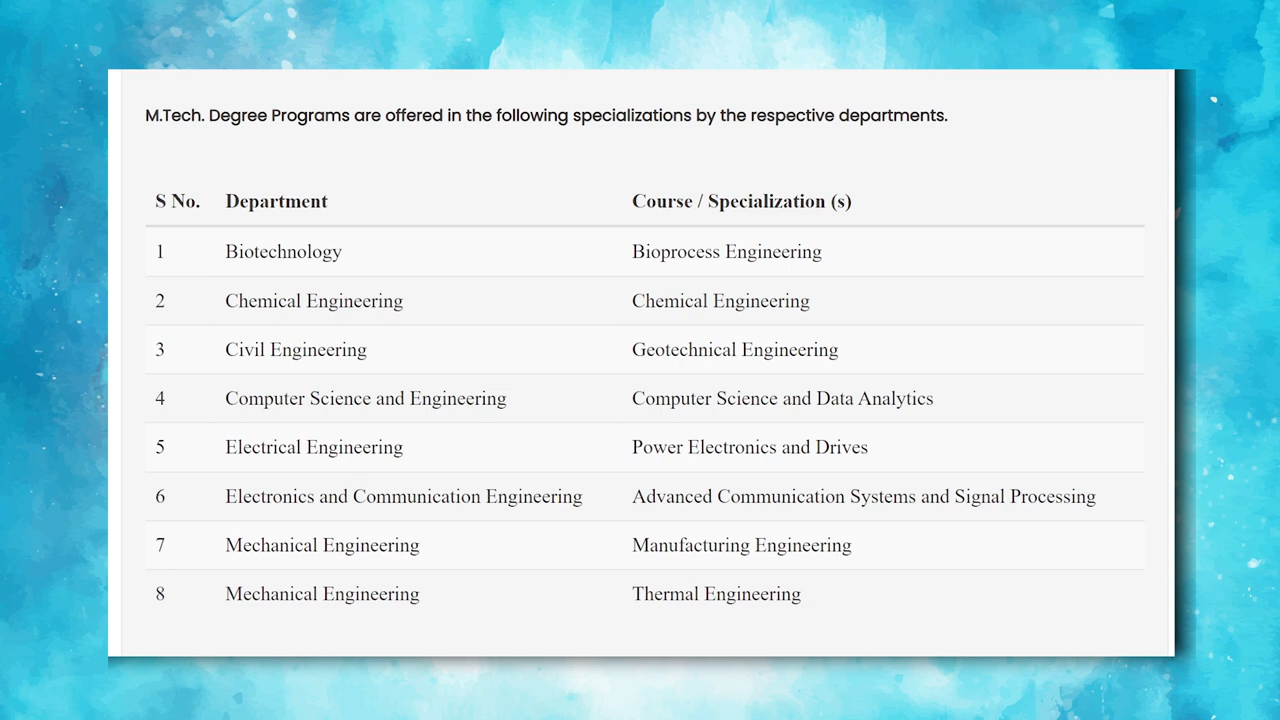 M.Tech. Degree Programs are offered in the following specializations by the respective departments.
S No. Department Course / Specialization (s)
1 Biotechnology Bioprocess Engineering
2 Chemical Engineering Chemical Engineering
3 Civil Engineering Geotechnical Engineering
4 Computer Science and Engineering Computer Science and Data Analytics
5 Electrical Engineering Power Electronics and Drives
6 Electronics and Communication Engineering Advanced Communication Systems and Signal Processing
7 Mechanical Engineering Manufacturing Engineering
8 Mechanical Engineering Thermal Engineering